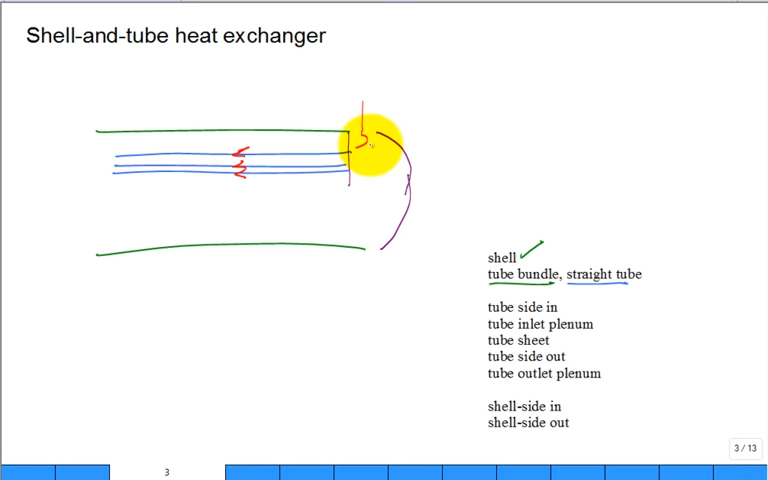 Shell-and-tube heat exchanger
shell
tube bundle, straight tube
tube side in
tube inlet plenum
tube sheet
tube side out
tube outlet plenum
shell-side in
shell-side out
3 / 13
3